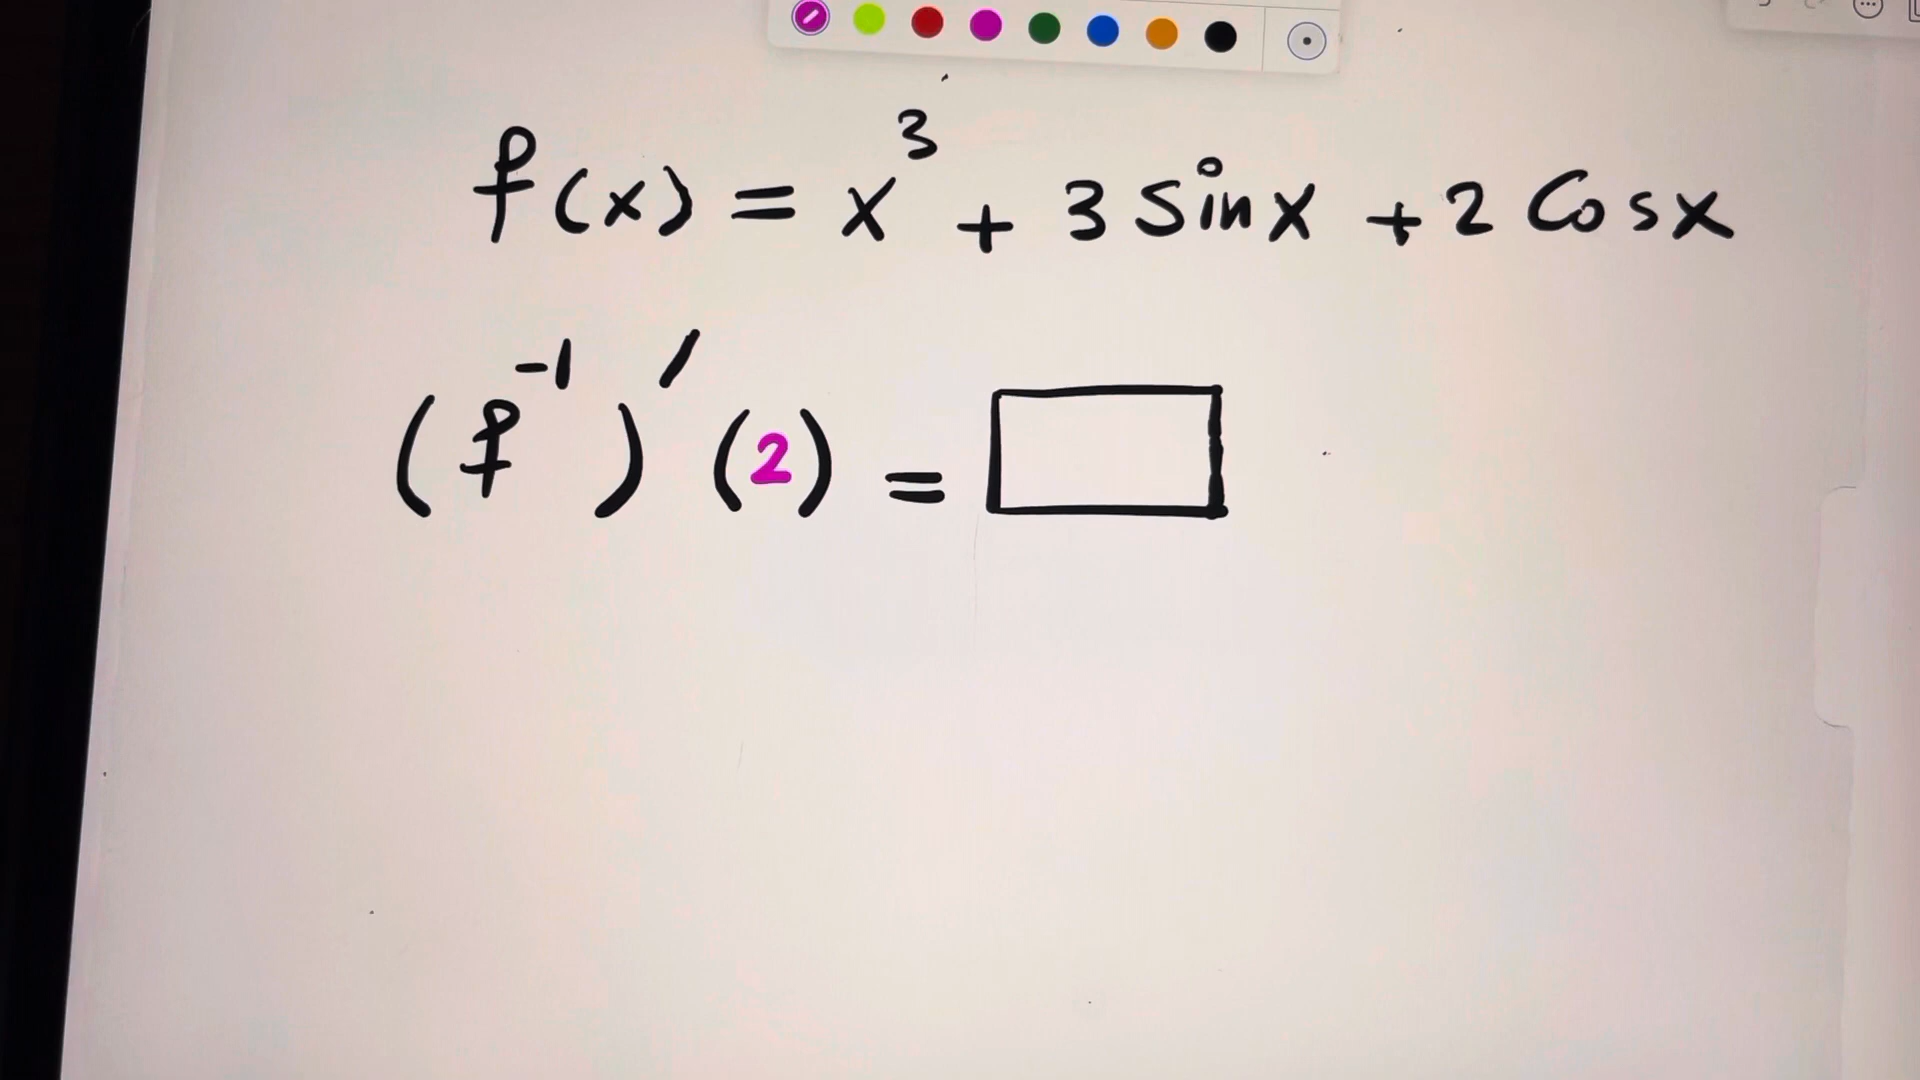 f(x) = x³ + 3 sin x + 2 cos x
(f⁻¹)′(2) =